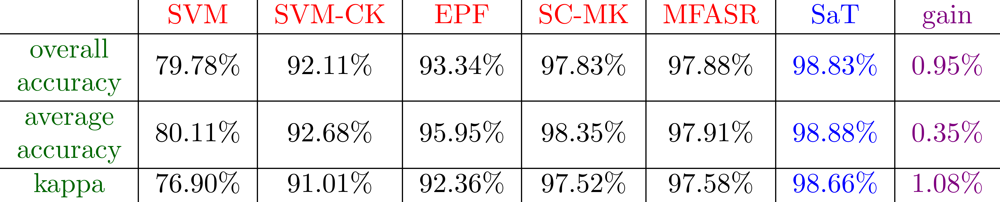 SVM SVM-CK EPF SC-MK MFASR SaT gain
overall
accuracy
79.78% 92.11% 93.34% 97.83% 97.88% 98.83% 0.95%
average
accuracy
80.11% 92.68% 95.95% 98.35% 97.91% 98.88% 0.35%
kappa 76.90% 91.01% 92.36% 97.52% 97.58% 98.66% 1.08%